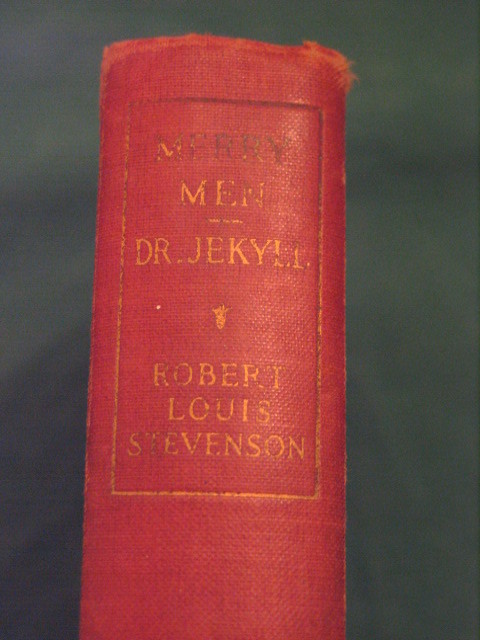 MERRY
MEN
DR. JEKYLL
ROBERT
LOUIS
STEVENSON